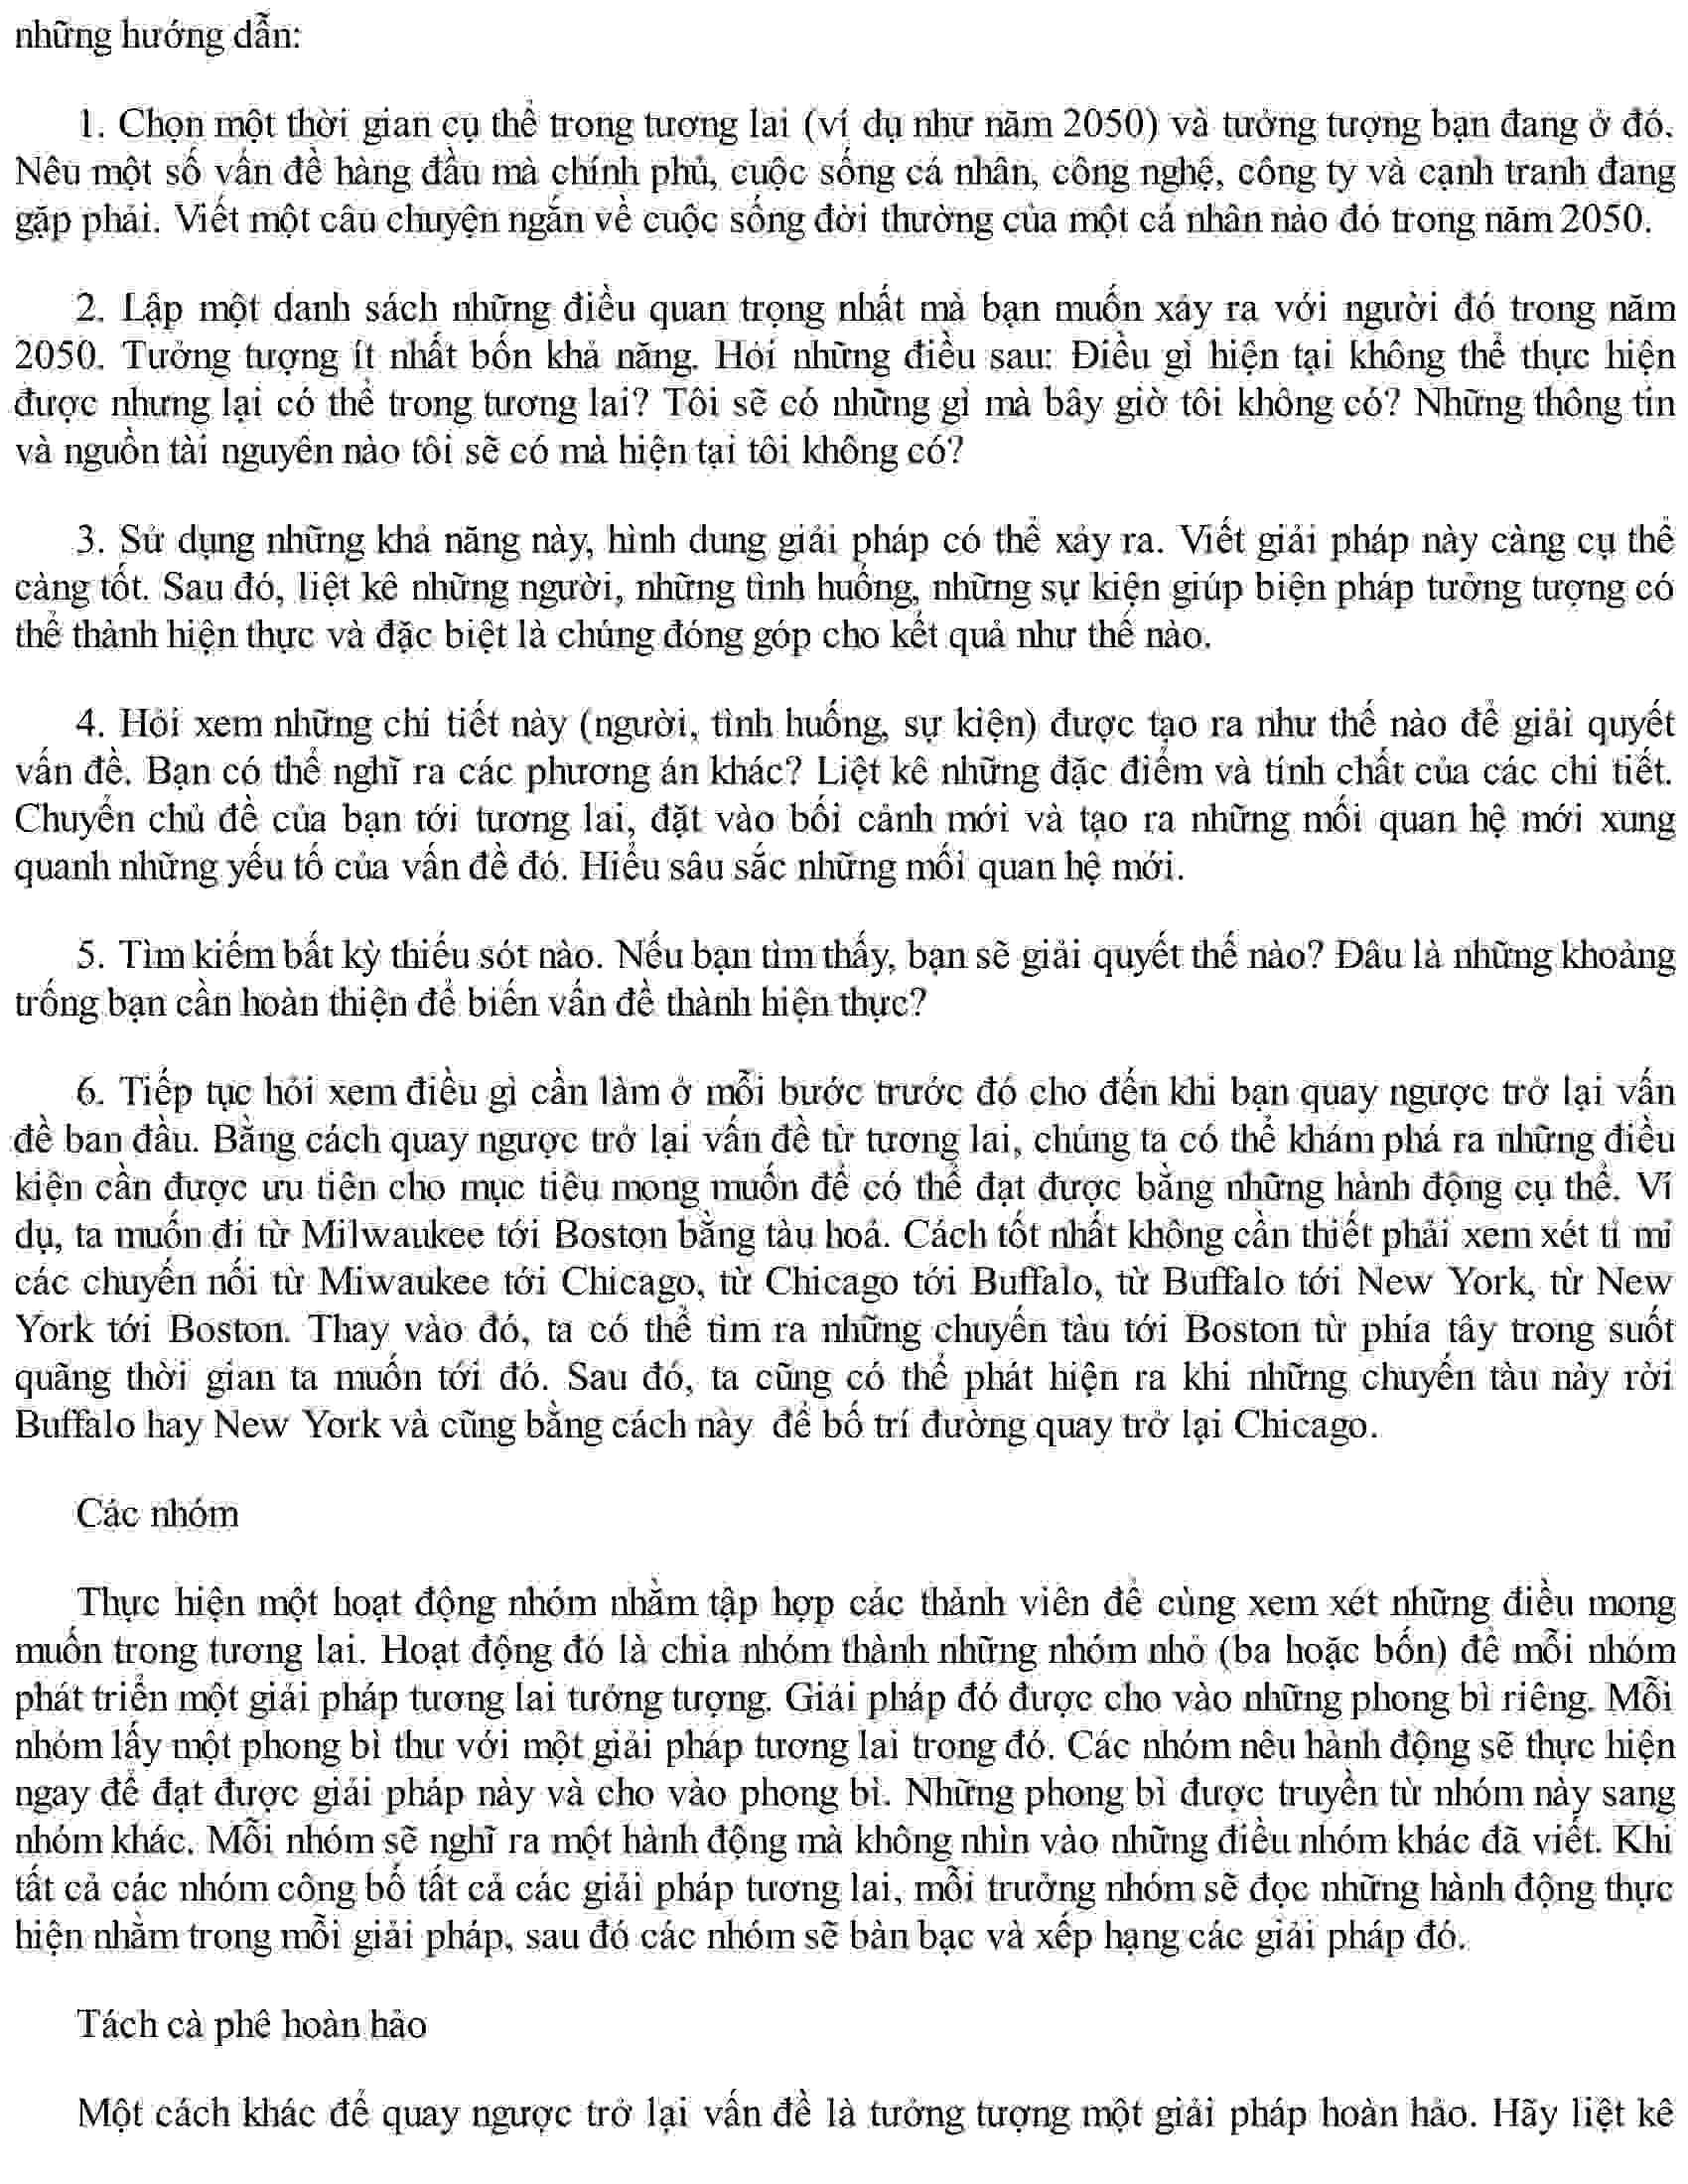 những hướng dẫn:
1. Chọn một thời gian cụ thể trong tương lai (ví dụ như năm 2050) và tưởng tượng bạn đang ở đó.
Nêu một số vấn đề hàng đầu mà chính phủ, cuộc sống cá nhân, công nghệ, công ty và cạnh tranh đang
gặp phải. Viết một câu chuyện ngắn về cuộc sống đời thường của một cá nhân nào đó trong năm 2050.
2. Lập một danh sách những điều quan trọng nhất mà bạn muốn xảy ra với người đó trong năm
2050. Tưởng tượng ít nhất bốn khả năng. Hỏi những điều sau: Điều gì hiện tại không thể thực hiện
được nhưng lại có thể trong tương lai? Tôi sẽ có những gì mà bây giờ tôi không có? Những thông tin
và nguồn tài nguyên nào tôi sẽ có mà hiện tại tôi không có?
3. Sử dụng những khả năng này, hình dung giải pháp có thể xảy ra. Viết giải pháp này càng cụ thể
càng tốt. Sau đó, liệt kê những người, những tình huống, những sự kiện giúp biện pháp tưởng tượng có
thể thành hiện thực và đặc biệt là chúng đóng góp cho kết quả như thế nào.
4. Hỏi xem những chi tiết này (người, tình huống, sự kiện) được tạo ra như thế nào để giải quyết
vấn đề. Bạn có thể nghĩ ra các phương án khác? Liệt kê những đặc điểm và tính chất của các chi tiết.
Chuyển chủ đề của bạn tới tương lai, đặt vào bối cảnh mới và tạo ra những mối quan hệ mới xung
quanh những yếu tố của vấn đề đó. Hiểu sâu sắc những mối quan hệ mới.
5. Tìm kiếm bất kỳ thiếu sót nào. Nếu bạn tìm thấy, bạn sẽ giải quyết thế nào? Đâu là những khoảng
trống bạn cần hoàn thiện để biến vấn đề thành hiện thực?
6. Tiếp tục hỏi xem điều gì cần làm ở mỗi bước trước đó cho đến khi bạn quay ngược trở lại vấn
đề ban đầu. Bằng cách quay ngược trở lại vấn đề từ tương lai, chúng ta có thể khám phá ra những điều
kiện cần được ưu tiên cho mục tiêu mong muốn để có thể đạt được bằng những hành động cụ thể. Ví
dụ, ta muốn đi từ Milwaukee tới Boston bằng tàu hoả. Cách tốt nhất không cần thiết phải xem xét tỉ mỉ
các chuyến nối từ Miwaukee tới Chicago, từ Chicago tới Buffalo, từ Buffalo tới New York, từ New
York tới Boston. Thay vào đó, ta có thể tìm ra những chuyến tàu tới Boston từ phía tây trong suốt
quãng thời gian ta muốn tới đó. Sau đó, ta cũng có thể phát hiện ra khi những chuyến tàu này rời
Buffalo hay New York và cũng bằng cách này để bố trí đường quay trở lại Chicago.
Các nhóm
Thực hiện một hoạt động nhóm nhằm tập hợp các thành viên để cùng xem xét những điều mong
muốn trong tương lai. Hoạt động đó là chia nhóm thành những nhóm nhỏ (ba hoặc bốn) để mỗi nhóm
phát triển một giải pháp tương lai tưởng tượng. Giải pháp đó được cho vào những phong bì riêng. Mỗi
nhóm lấy một phong bì thư với một giải pháp tương lai trong đó. Các nhóm nêu hành động sẽ thực hiện
ngay để đạt được giải pháp này và cho vào phong bì. Những phong bì được truyền từ nhóm này sang
nhóm khác. Mỗi nhóm sẽ nghĩ ra một hành động mà không nhìn vào những điều nhóm khác đã viết. Khi
tất cả các nhóm công bố tất cả các giải pháp tương lai, mỗi trưởng nhóm sẽ đọc những hành động thực
hiện nhằm trong mỗi giải pháp, sau đó các nhóm sẽ bàn bạc và xếp hạng các giải pháp đó.
Tách cà phê hoàn hảo
Một cách khác để quay ngược trở lại vấn đề là tưởng tượng một giải pháp hoàn hảo. Hãy liệt kê